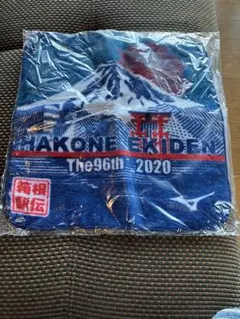 HAKONE EKIDEN
The96th 2020
箱根
駅伝